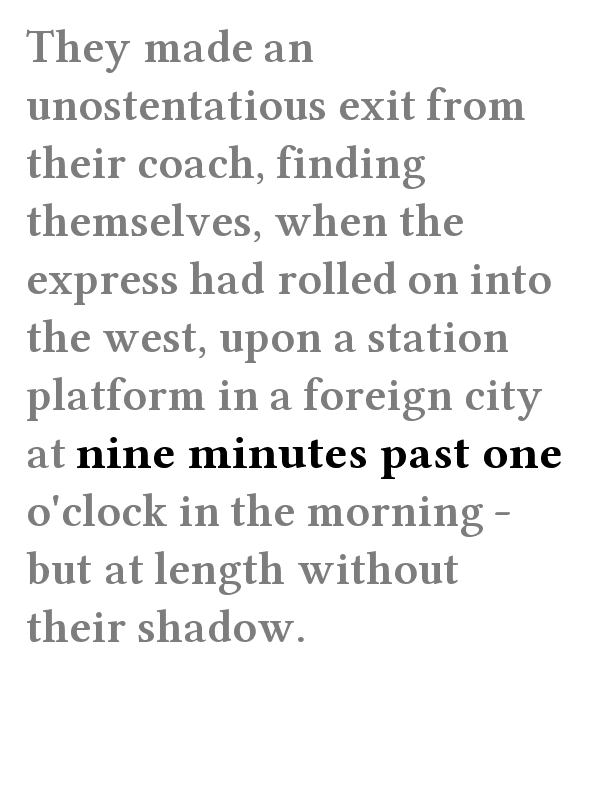 They made an
unostentatious exit from
their coach, finding
themselves, when the
express had rolled on into
the west, upon a station
platform in a foreign city
at nine minutes past one
o'clock in the morning –
but at length without
their shadow.